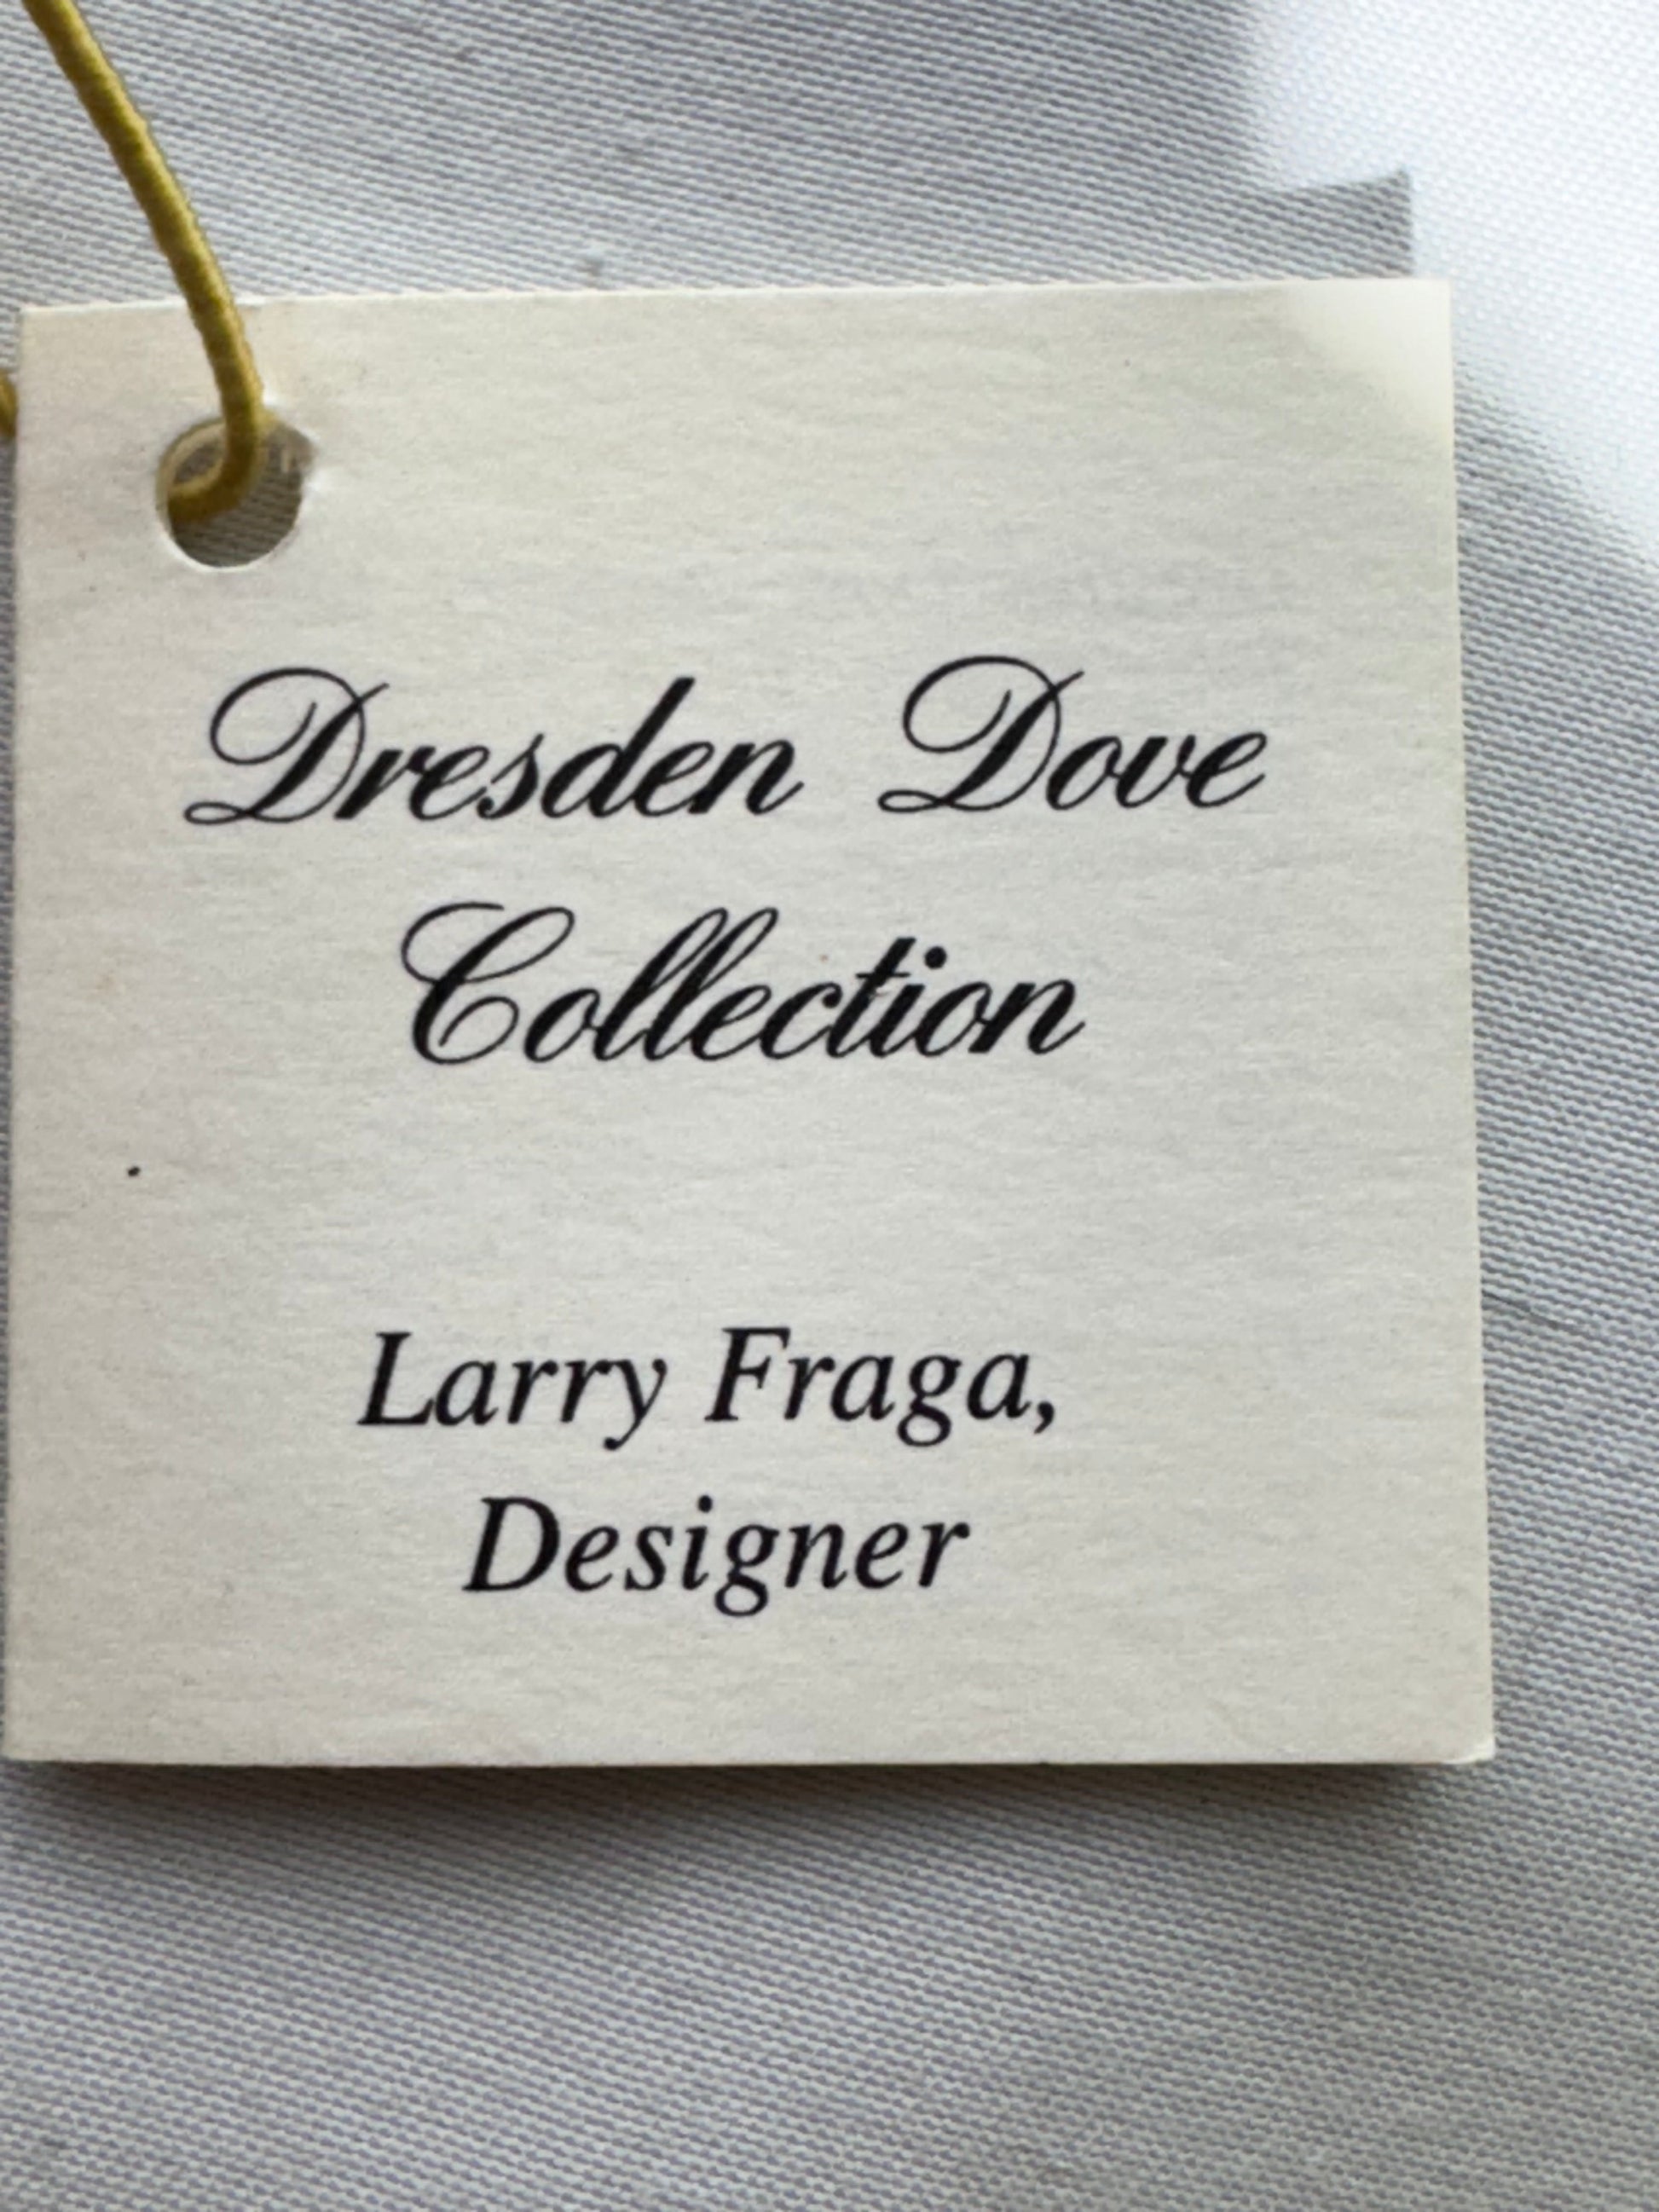 Dresden Dove
Collection
Larry Fraga,
Designer